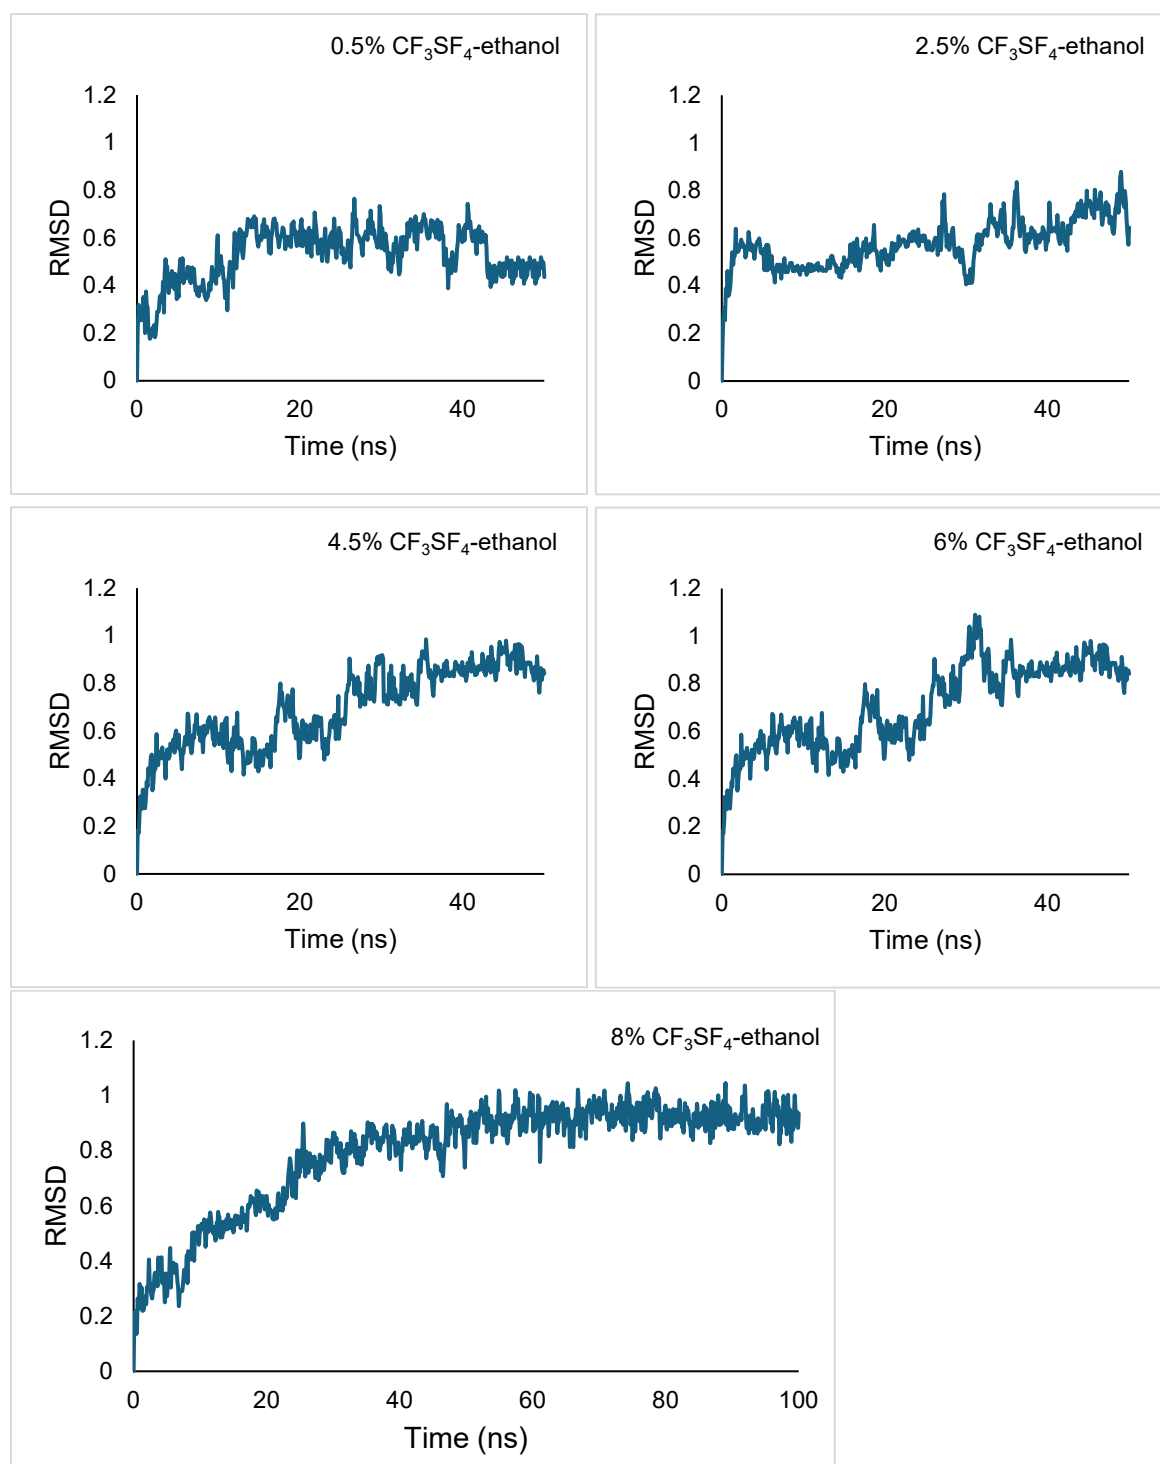 0.5% CF₃SF₄-ethanol
1.2
1
0.8
0.6
0.4
0.2
0
RMSD
0 20 40
Time (ns)
2.5% CF₃SF₄-ethanol
1.2
1
0.8
0.6
0.4
0.2
0
RMSD
0 20 40
Time (ns)
4.5% CF₃SF₄-ethanol
1.2
1
0.8
0.6
0.4
0.2
0
RMSD
0 20 40
Time (ns)
6% CF₃SF₄-ethanol
1.2
1
0.8
0.6
0.4
0.2
0
RMSD
0 20 40
Time (ns)
8% CF₃SF₄-ethanol
1.2
1
0.8
0.6
0.4
0.2
0
RMSD
0 20 40 60 80 100
Time (ns)